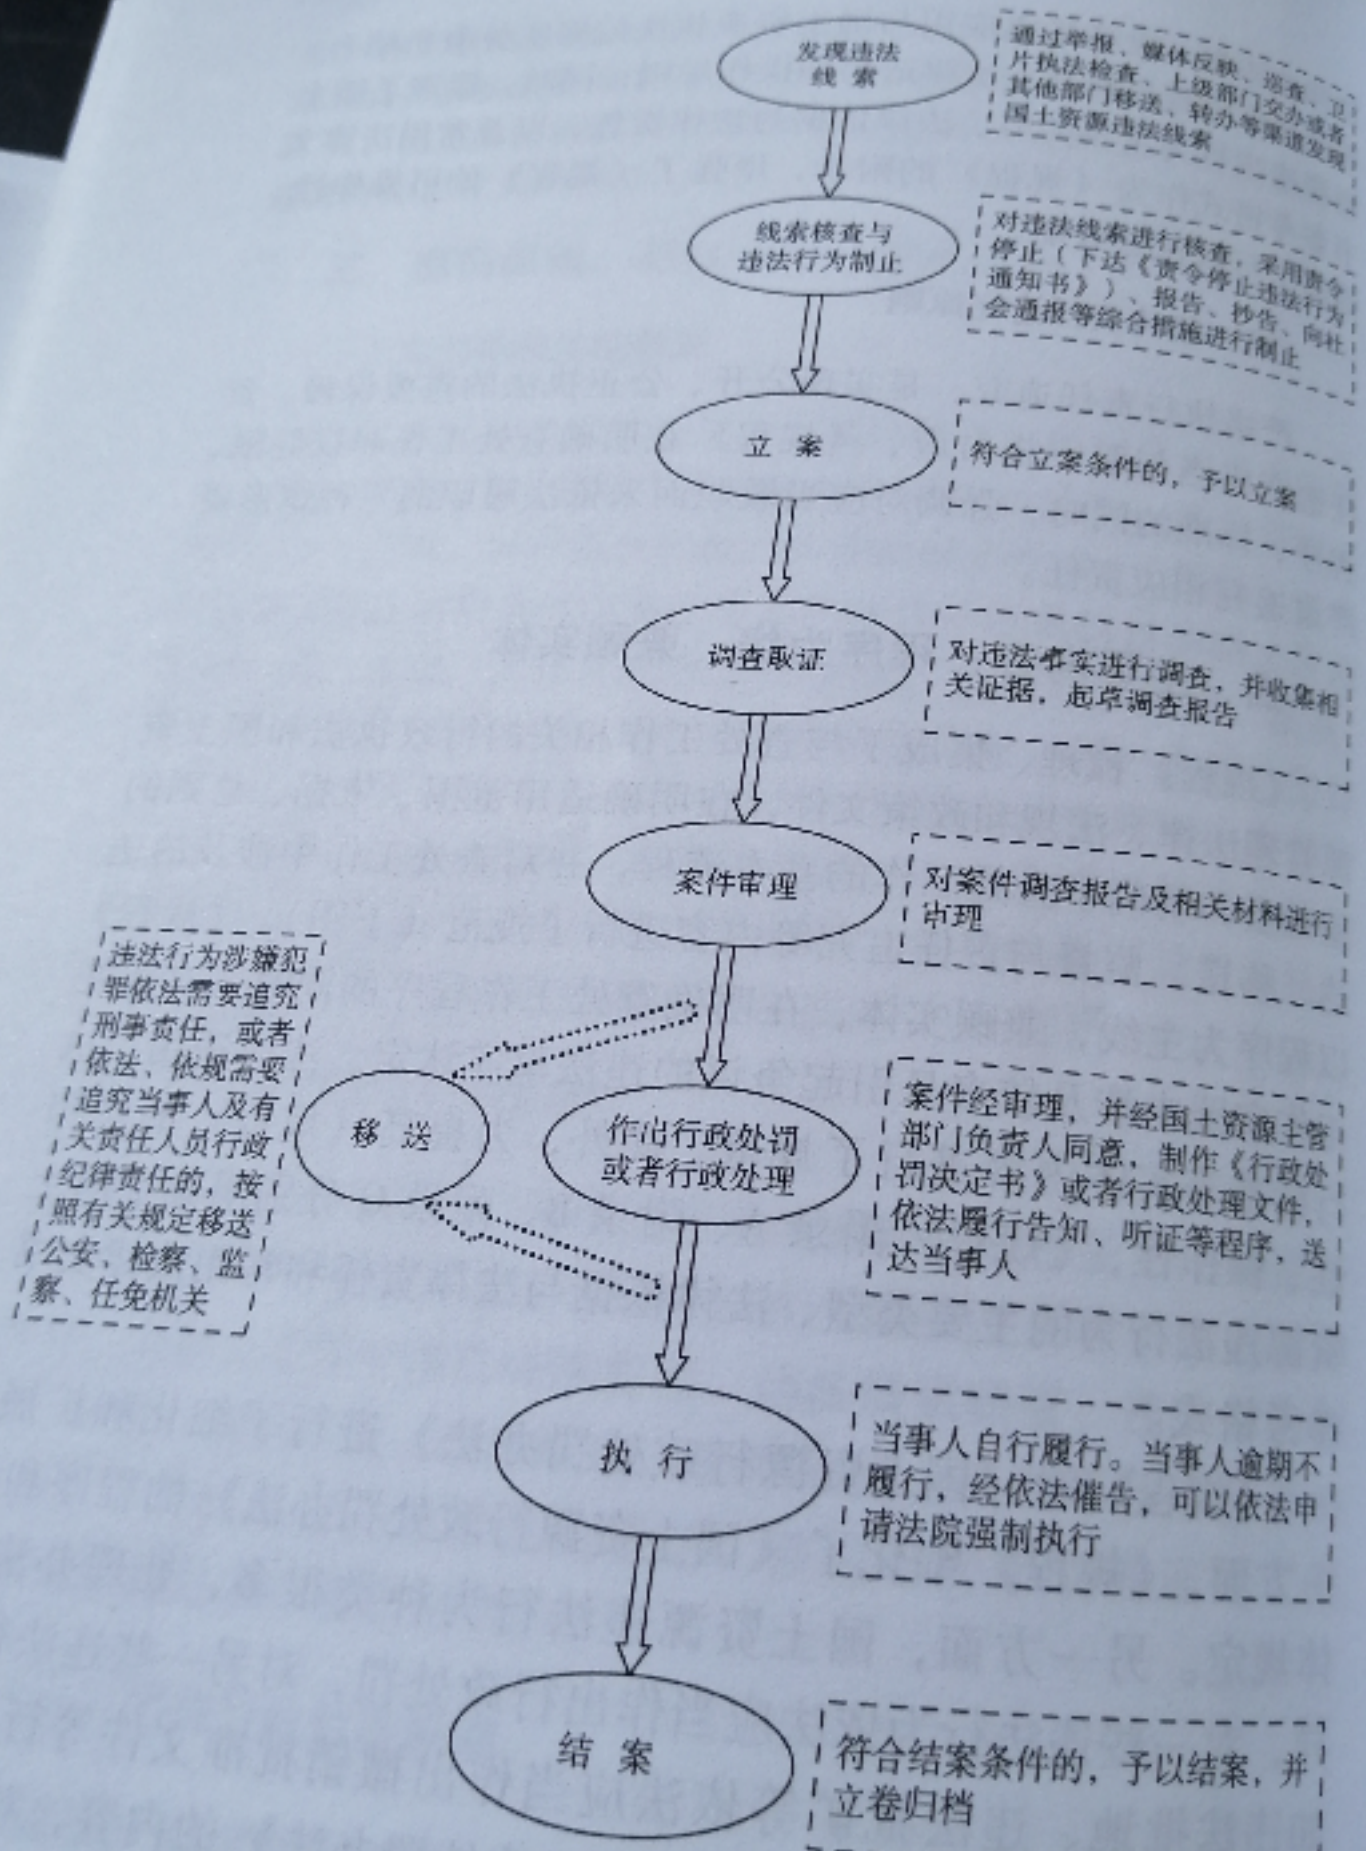 发现违法
线 索
通过举报、媒体反映、巡查、卫
片执法检查、上级部门交办或者
其他部门移送、转办等渠道发现
国土资源违法线索
线索核查与
违法行为制止
对违法线索进行核查，采用责令
停止（下达《责令停止违法行为
通知书》）、报告、抄告、向社
会通报等综合措施进行制止
立 案
符合立案条件的，予以立案
调查取证
对违法事实进行调查，并收集相
关证据，起草调查报告
案件审理
对案件调查报告及相关材料进行
审理
违法行为涉嫌犯
罪依法需要追究
刑事责任，或者
依法、依规需要
追究当事人及有
关责任人员行政
纪律责任的，按
照有关规定移送
公安、检察、监
察、任免机关
移 送
作出行政处罚
或者行政处理
案件经审理，并经国土资源主管
部门负责人同意，制作《行政处
罚决定书》或者行政处理文件，
依法履行告知、听证等程序，送
达当事人
执 行
当事人自行履行。当事人逾期不
履行，经依法催告，可以依法申
请法院强制执行
结 案
符合结案条件的，予以结案，并
立卷归档